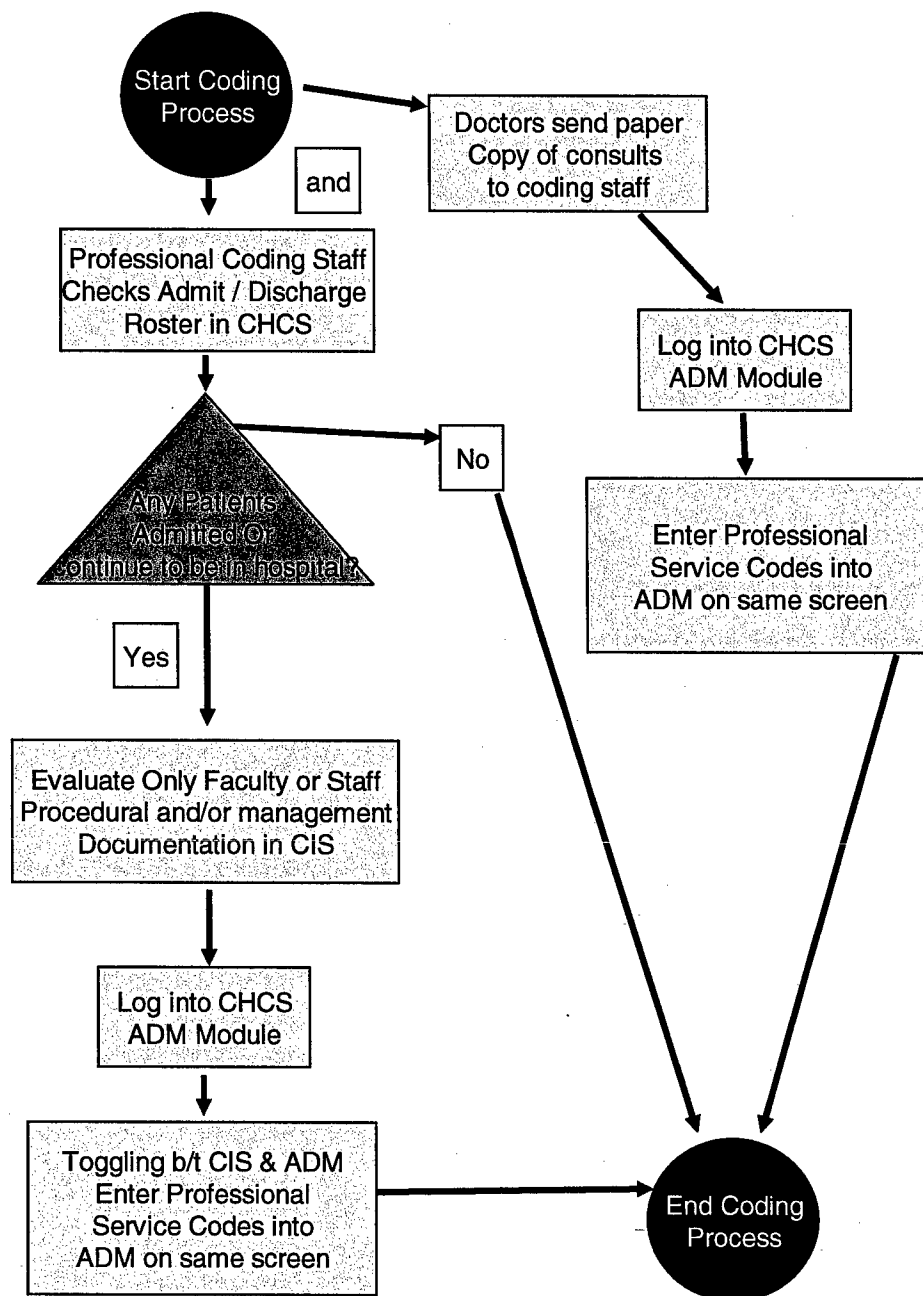 Start Coding
Process
and
Doctors send paper
Copy of consults
to coding staff
Professional Coding Staff
Checks Admit / Discharge
Roster in CHCS
Log into CHCS
ADM Module
No
Any Patients
Admitted Or
continue to be in hospital?
Enter Professional
Service Codes into
ADM on same screen
Yes
Evaluate Only Faculty or Staff
Procedural and/or management
Documentation in CIS
Log into CHCS
ADM Module
Toggling b/t CIS & ADM
Enter Professional
Service Codes into
ADM on same screen
End Coding
Process